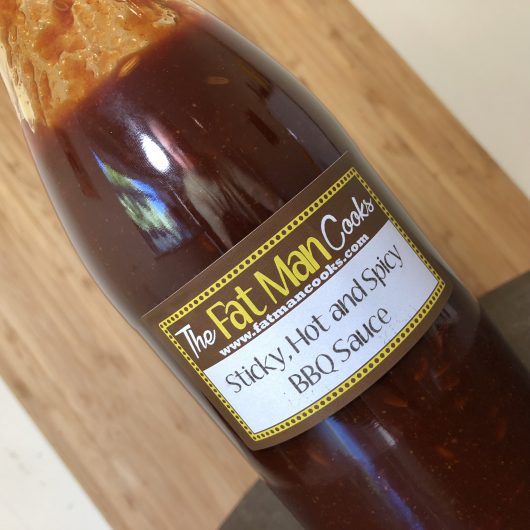 The Fat Man Cooks
www.fatmancooks.com
Sticky, Hot and Spicy
BBQ Sauce